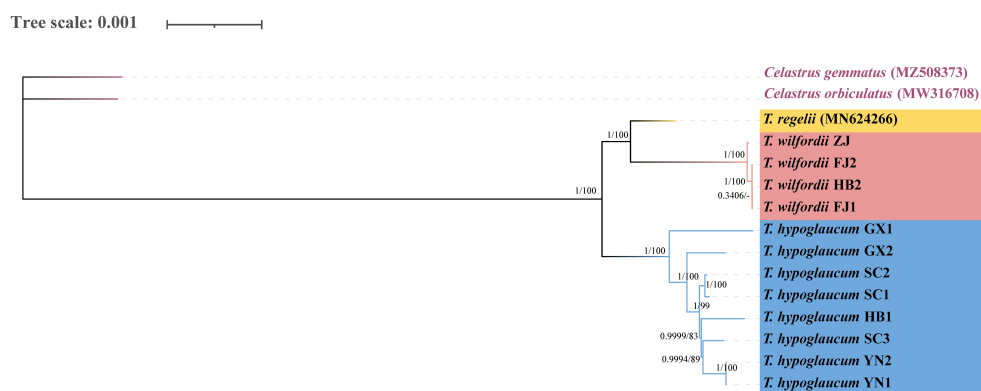 Tree scale: 0.001
Celastrus gemmatus (MZ508373)
Celastrus orbiculatus (MW316708)
T. regelii (MN624266)
1/100
T. wilfordii ZJ
1/100
T. wilfordii FJ2
1/100
T. wilfordii HB2
1/100
0.3406/-
T. wilfordii FJ1
T. hypoglaucum GX1
1/100
T. hypoglaucum GX2
1/100
T. hypoglaucum SC2
1/100
T. hypoglaucum SC1
1/99
T. hypoglaucum HB1
0.9999/83
T. hypoglaucum SC3
0.9994/89
T. hypoglaucum YN2
1/100
T. hypoglaucum YN1